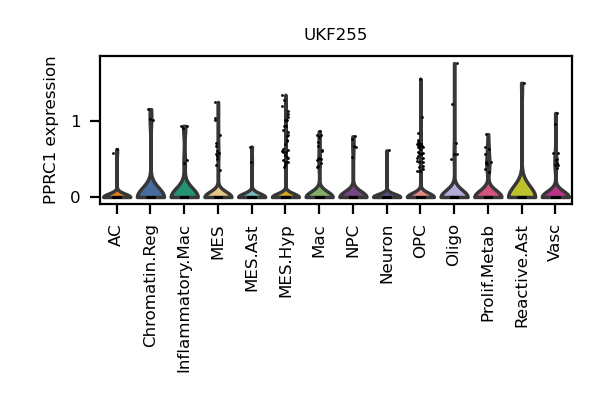 UKF255
PPRC1 expression
1
0
AC
Chromatin.Reg
Inflammatory.Mac
MES
MES.Ast
MES.Hyp
Mac
NPC
Neuron
OPC
Oligo
Prolif.Metab
Reactive.Ast
Vasc